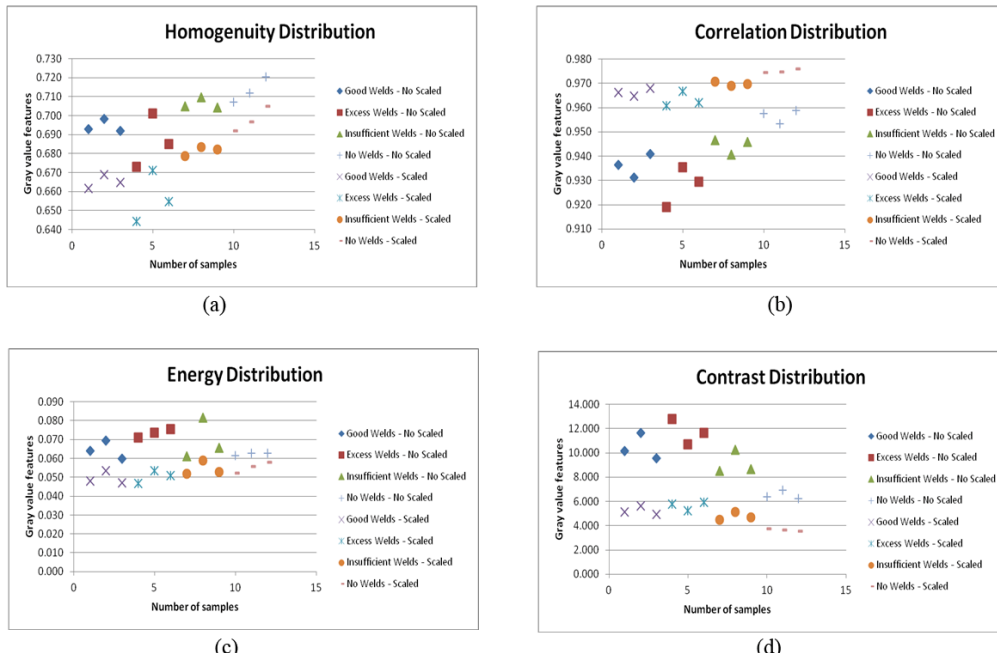 Homogenuity Distribution
0.730
0.720
0.710
0.700
0.690
0.680
0.670
0.660
0.650
0.640
Gray value features
0 5 10 15
Number of samples
Good Welds - No Scaled
Excess Welds - No Scaled
Insufficient Welds - No Scaled
No Welds - No Scaled
Good Welds - Scaled
Excess Welds - Scaled
Insufficient Welds - Scaled
No Welds - Scaled
(a)
Correlation Distribution
0.980
0.970
0.960
0.950
0.940
0.930
0.920
0.910
Gray value features
0 5 10 15
Number of samples
Good Welds - No Scaled
Excess Welds - No Scaled
Insufficient Welds - No Scaled
No Welds - No Scaled
Good Welds - Scaled
Excess Welds - Scaled
Insufficient Welds - Scaled
No Welds - Scaled
(b)
Energy Distribution
0.090
0.080
0.070
0.060
0.050
0.040
0.030
0.020
0.010
0.000
Gray value features
0 5 10 15
Number of samples
Good Welds - No Scaled
Excess Welds - No Scaled
Insufficient Welds - No Scaled
No Welds - No Scaled
Good Welds - Scaled
Excess Welds - Scaled
Insufficient Welds - Scaled
No Welds - Scaled
(c)
Contrast Distribution
14.000
12.000
10.000
8.000
6.000
4.000
2.000
0.000
Gray value features
0 5 10 15
Number of samples
Good Welds - No Scaled
Excess Welds - No Scaled
Insufficient Welds - No Scaled
No Welds - No Scaled
Good Welds - Scaled
Excess Welds - Scaled
Insufficient Welds - Scaled
No Welds - Scaled
(d)